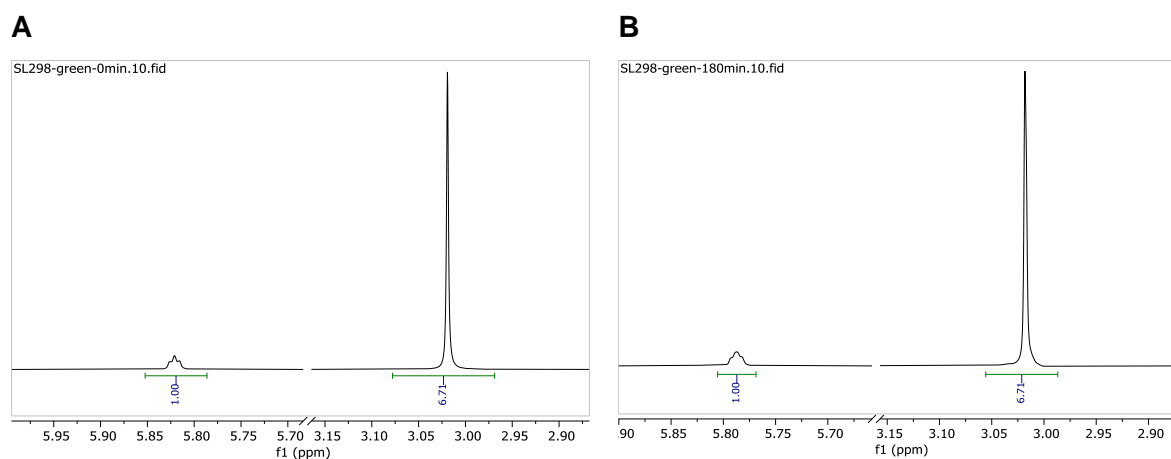 A
SL298-green-0min.10.fid
1.00
6.71
5.95 5.90 5.85 5.80 5.75 5.70 3.15 3.10 3.05 3.00 2.95 2.90
f1 (ppm)
B
SL298-green-180min.10.fid
1.00
6.71
.90 5.85 5.80 5.75 5.70 3.15 3.10 3.05 3.00 2.95 2.90
f1 (ppm)